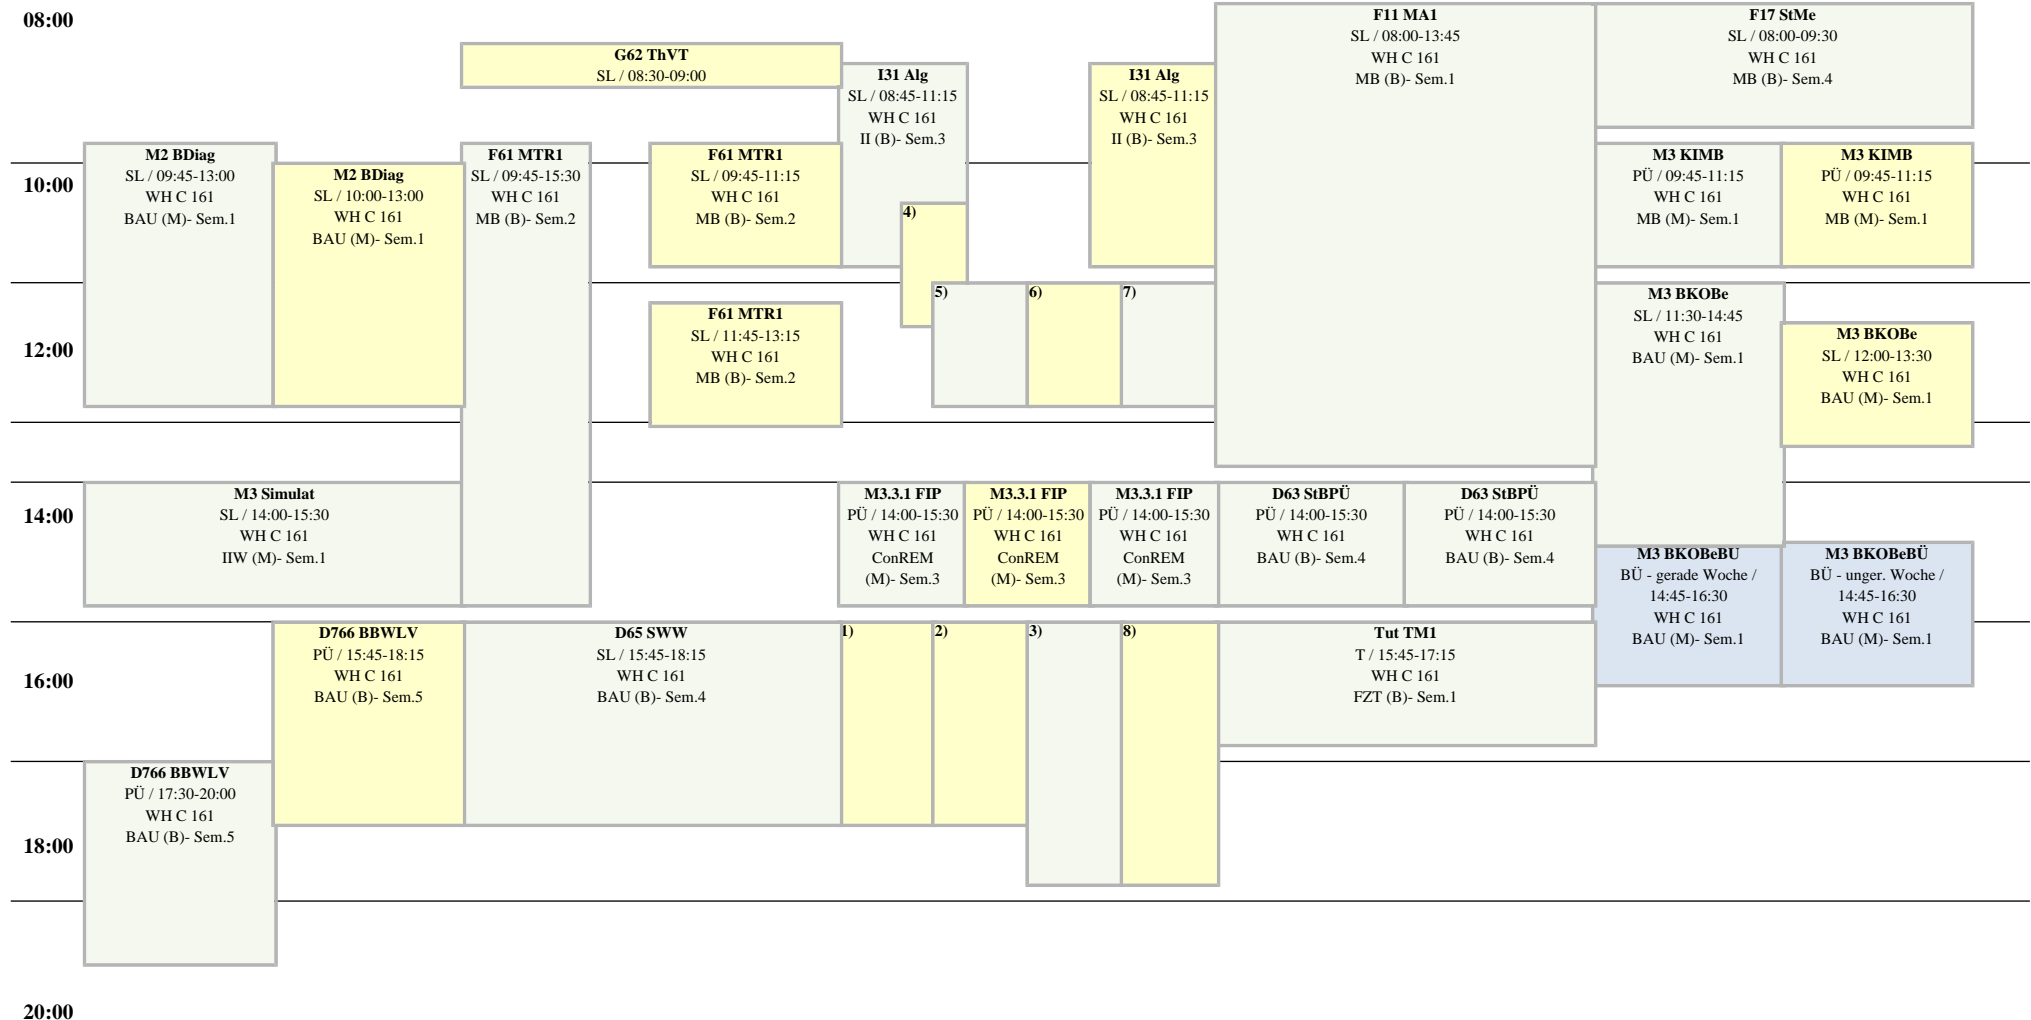 08:00
10:00
12:00
14:00
16:00
18:00
20:00
M2 BDiag
SL / 09:45-13:00
WH C 161
BAU (M)- Sem.1
M2 BDiag
SL / 10:00-13:00
WH C 161
BAU (M)- Sem.1
M3 Simulat
SL / 14:00-15:30
WH C 161
IIW (M)- Sem.1
D766 BBWLV
PÜ / 15:45-18:15
WH C 161
BAU (B)- Sem.5
D766 BBWLV
PÜ / 17:30-20:00
WH C 161
BAU (B)- Sem.5
G62 ThVT
SL / 08:30-09:00
F61 MTR1
SL / 09:45-15:30
WH C 161
MB (B)- Sem.2
F61 MTR1
SL / 09:45-11:15
WH C 161
MB (B)- Sem.2
F61 MTR1
SL / 11:45-13:15
WH C 161
MB (B)- Sem.2
D65 SWW
SL / 15:45-18:15
WH C 161
BAU (B)- Sem.4
I31 Alg
SL / 08:45-11:15
WH C 161
II (B)- Sem.3
I31 Alg
SL / 08:45-11:15
WH C 161
II (B)- Sem.3
4)
5)
6)
7)
M3.3.1 FIP
PÜ / 14:00-15:30
WH C 161
ConREM
(M)- Sem.3
M3.3.1 FIP
PÜ / 14:00-15:30
WH C 161
ConREM
(M)- Sem.3
M3.3.1 FIP
PÜ / 14:00-15:30
WH C 161
ConREM
(M)- Sem.3
1)
2)
3)
8)
F11 MA1
SL / 08:00-13:45
WH C 161
MB (B)- Sem.1
D63 StBPÜ
PÜ / 14:00-15:30
WH C 161
BAU (B)- Sem.4
D63 StBPÜ
PÜ / 14:00-15:30
WH C 161
BAU (B)- Sem.4
Tut TM1
T / 15:45-17:15
WH C 161
FZT (B)- Sem.1
F17 StMe
SL / 08:00-09:30
WH C 161
MB (B)- Sem.4
M3 KIMB
PÜ / 09:45-11:15
WH C 161
MB (M)- Sem.1
M3 KIMB
PÜ / 09:45-11:15
WH C 161
MB (M)- Sem.1
M3 BKOBe
SL / 11:30-14:45
WH C 161
BAU (M)- Sem.1
M3 BKOBe
SL / 12:00-13:30
WH C 161
BAU (M)- Sem.1
M3 BKOBeBÜ
BÜ - gerade Woche /
14:45-16:30
WH C 161
BAU (M)- Sem.1
M3 BKOBeBÜ
BÜ - unger. Woche /
14:45-16:30
WH C 161
BAU (M)- Sem.1